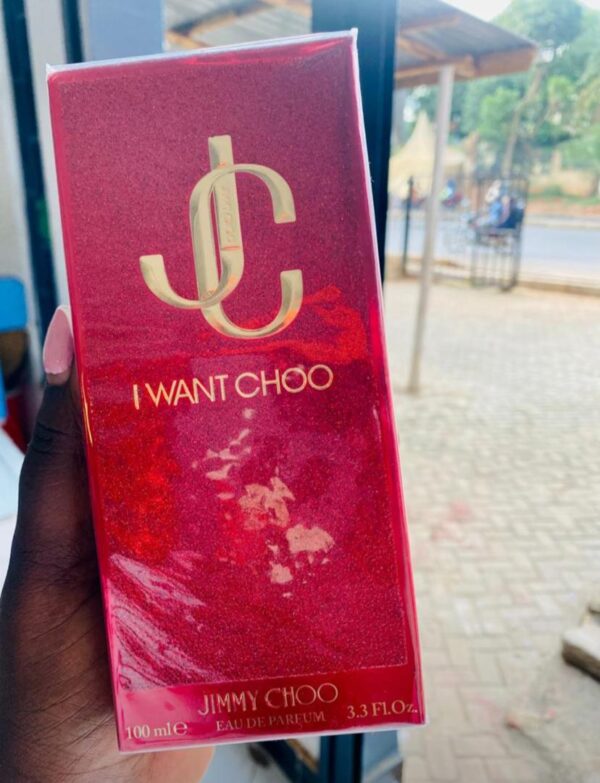 JC
I WANT CHOO
JIMMY CHOO
100 ml ℮ EAU DE PARFUM 3.3 Fl.Oz.